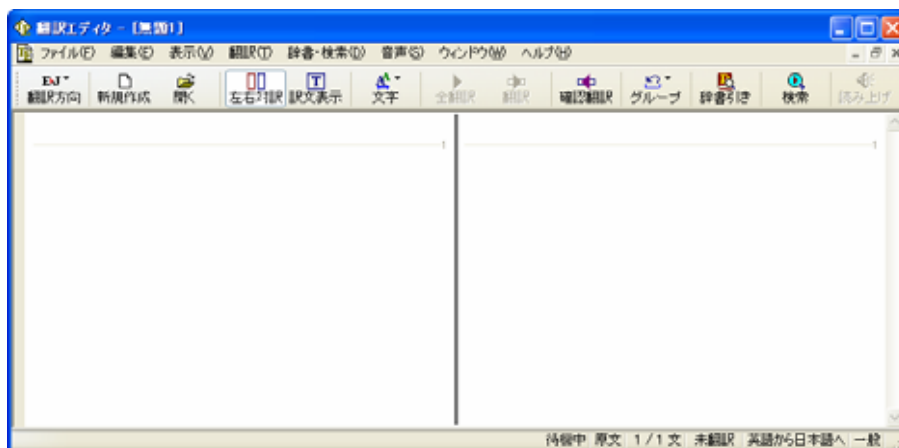 翻訳エディタ - [無題1]
ファイル(F) 編集(E) 表示(V) 翻訳(T) 辞書・検索(D) 音声(S) ウィンドウ(W) ヘルプ(H)
EtoJ
翻訳方向 新規作成 開く 左右対訳 訳文表示 文字 全翻訳 翻訳 確認翻訳 グループ 辞書引き 検索 読み上げ
1 1
待機中 原文 1/1文 未翻訳 英語から日本語へ 一般